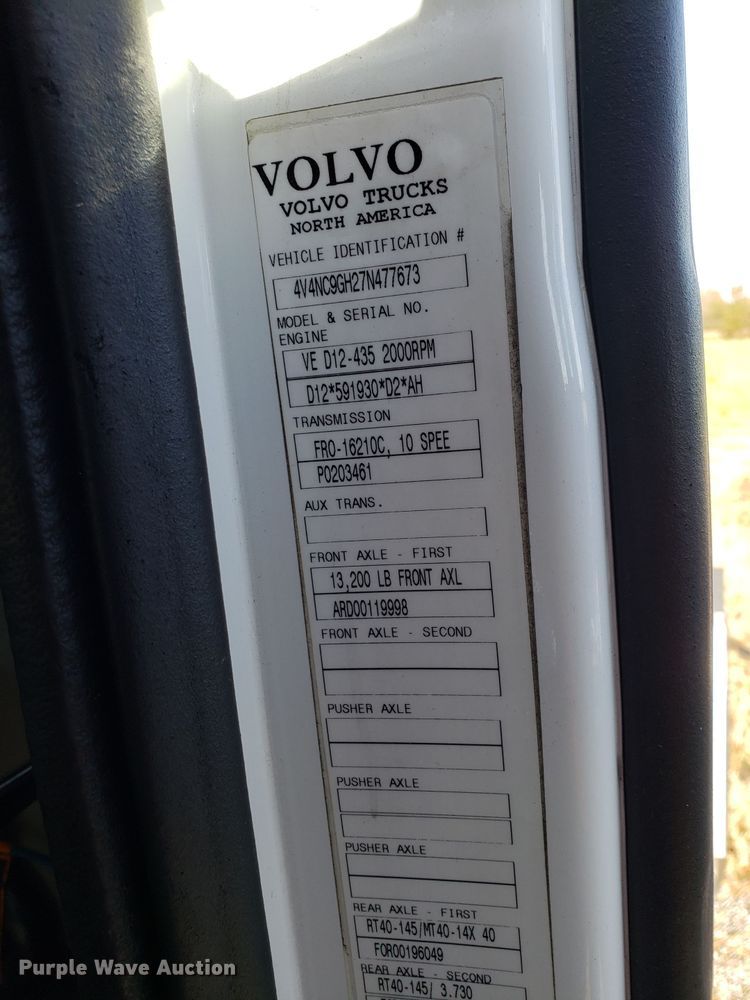 VOLVO
VOLVO TRUCKS
NORTH AMERICA
VEHICLE IDENTIFICATION #
4V4NC9GH27N477673
MODEL & SERIAL NO.
ENGINE
VE D12-435 2000RPM
D12*591930*D2*AH
TRANSMISSION
FRO-16210C, 10 SPEE
P0203461
AUX TRANS.
FRONT AXLE - FIRST
13,200 LB FRONT AXL
ARD00119998
FRONT AXLE - SECOND
PUSHER AXLE
PUSHER AXLE
PUSHER AXLE
REAR AXLE - FIRST
RT40-145/MT40-14X 40
FOR00196049
REAR AXLE - SECOND
RT40-145/ 3.730
Purple Wave Auction